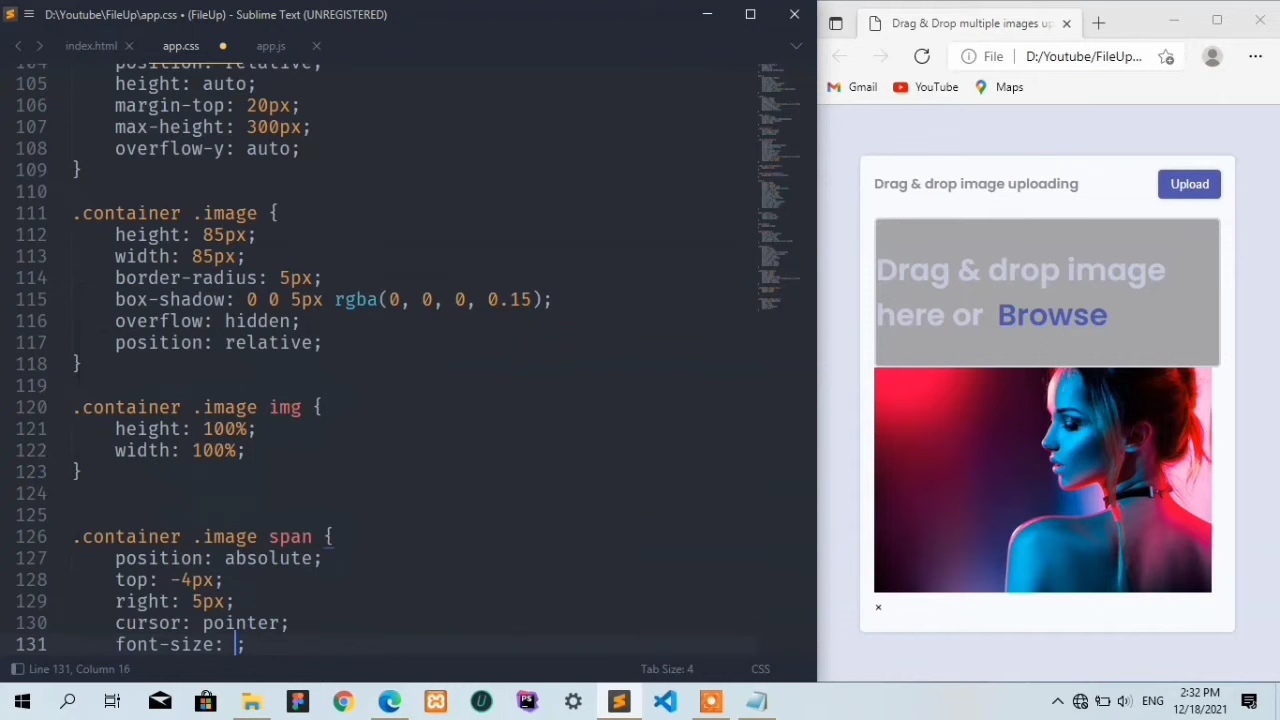 D:\Youtube\FileUp\app.css • (FileUp) - Sublime Text (UNREGISTERED)
index.html
app.css
app.js
104 position: relative;
105 height: auto;
106 margin-top: 20px;
107 max-height: 300px;
108 overflow-y: auto;
109 }
110
111 .container .image {
112 height: 85px;
113 width: 85px;
114 border-radius: 5px;
115 box-shadow: 0 0 5px rgba(0, 0, 0, 0.15);
116 overflow: hidden;
117 position: relative;
118 }
119
120 .container .image img {
121 height: 100%;
122 width: 100%;
123 }
124
125
126 .container .image span {
127 position: absolute;
128 top: -4px;
129 right: 5px;
130 cursor: pointer;
131 font-size: ;
Line 131, Column 16
Tab Size: 4
CSS
Drag & Drop multiple images up
File
D:/Youtube/FileUp...
Gmail
YouTube
Maps
Drag & drop image uploading
Upload
Drag & drop image
here or Browse
×
ENG
2:32 PM
12/18/2021